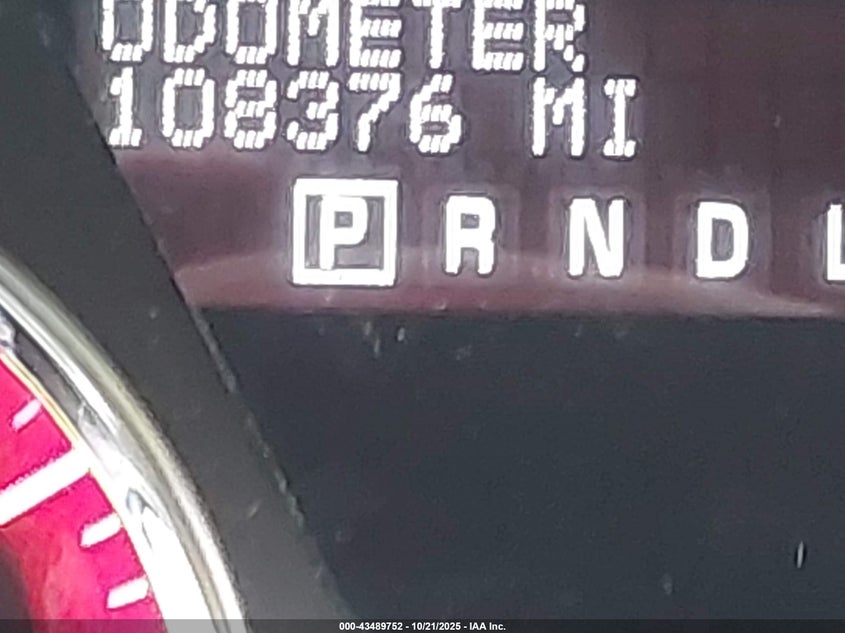 ODOMETER
108376 MI
P R N D L
000-43489752 - 10/21/2025 - IAA Inc.